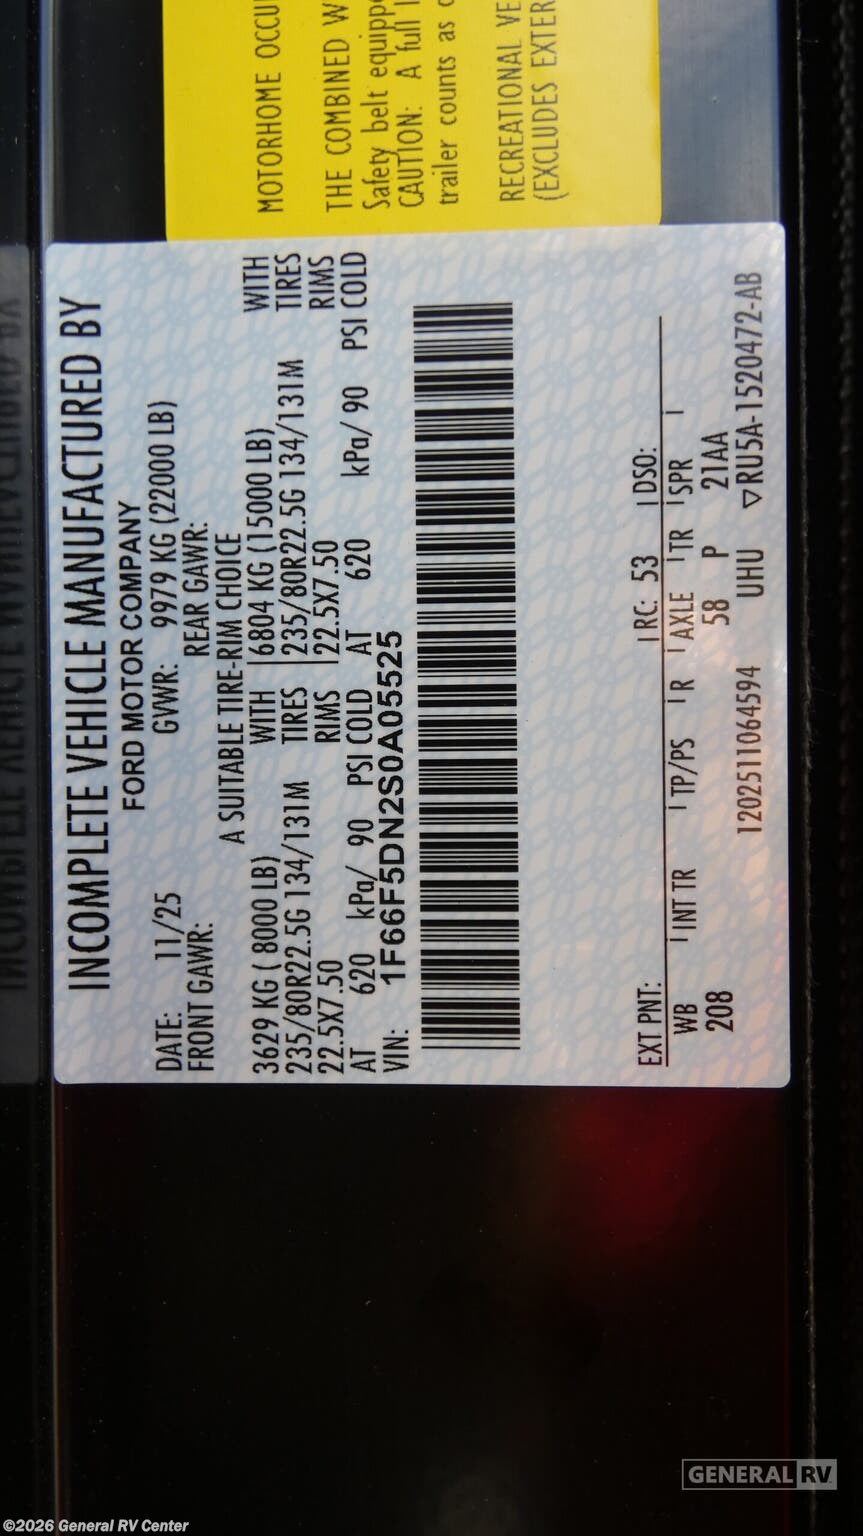 INCOMPLETE VEHICLE MANUFACTURED BY
FORD MOTOR COMPANY
DATE: 11/25 GVWR: 9979 KG (22000 LB)
FRONT GAWR: REAR GAWR:
A SUITABLE TIRE-RIM CHOICE
3629 KG ( 8000 LB) WITH 6804 KG (15000 LB) WITH
235/80R22.5G 134/131M TIRES 235/80R22.5G 134/131M TIRES
22.5X7.50 RIMS 22.5X7.50 RIMS
AT 620 kPa/ 90 PSI COLD AT 620 kPa/ 90 PSI COLD
VIN: 1F66F5DN2S0A05525
EXT PNT: RC: 53 DSO:
WB INT TR TP/PS R AXLE TR SPR
208 58 P 21AA
1202511064594 UHU ▽RU5A-1520472-AB
MOTORHOME OCCU
THE COMBINED W
Safety belt equipp
CAUTION: A full
trailer counts as
RECREATIONAL VE
(EXCLUDES EXTER
GENERAL RV
©2026 General RV Center